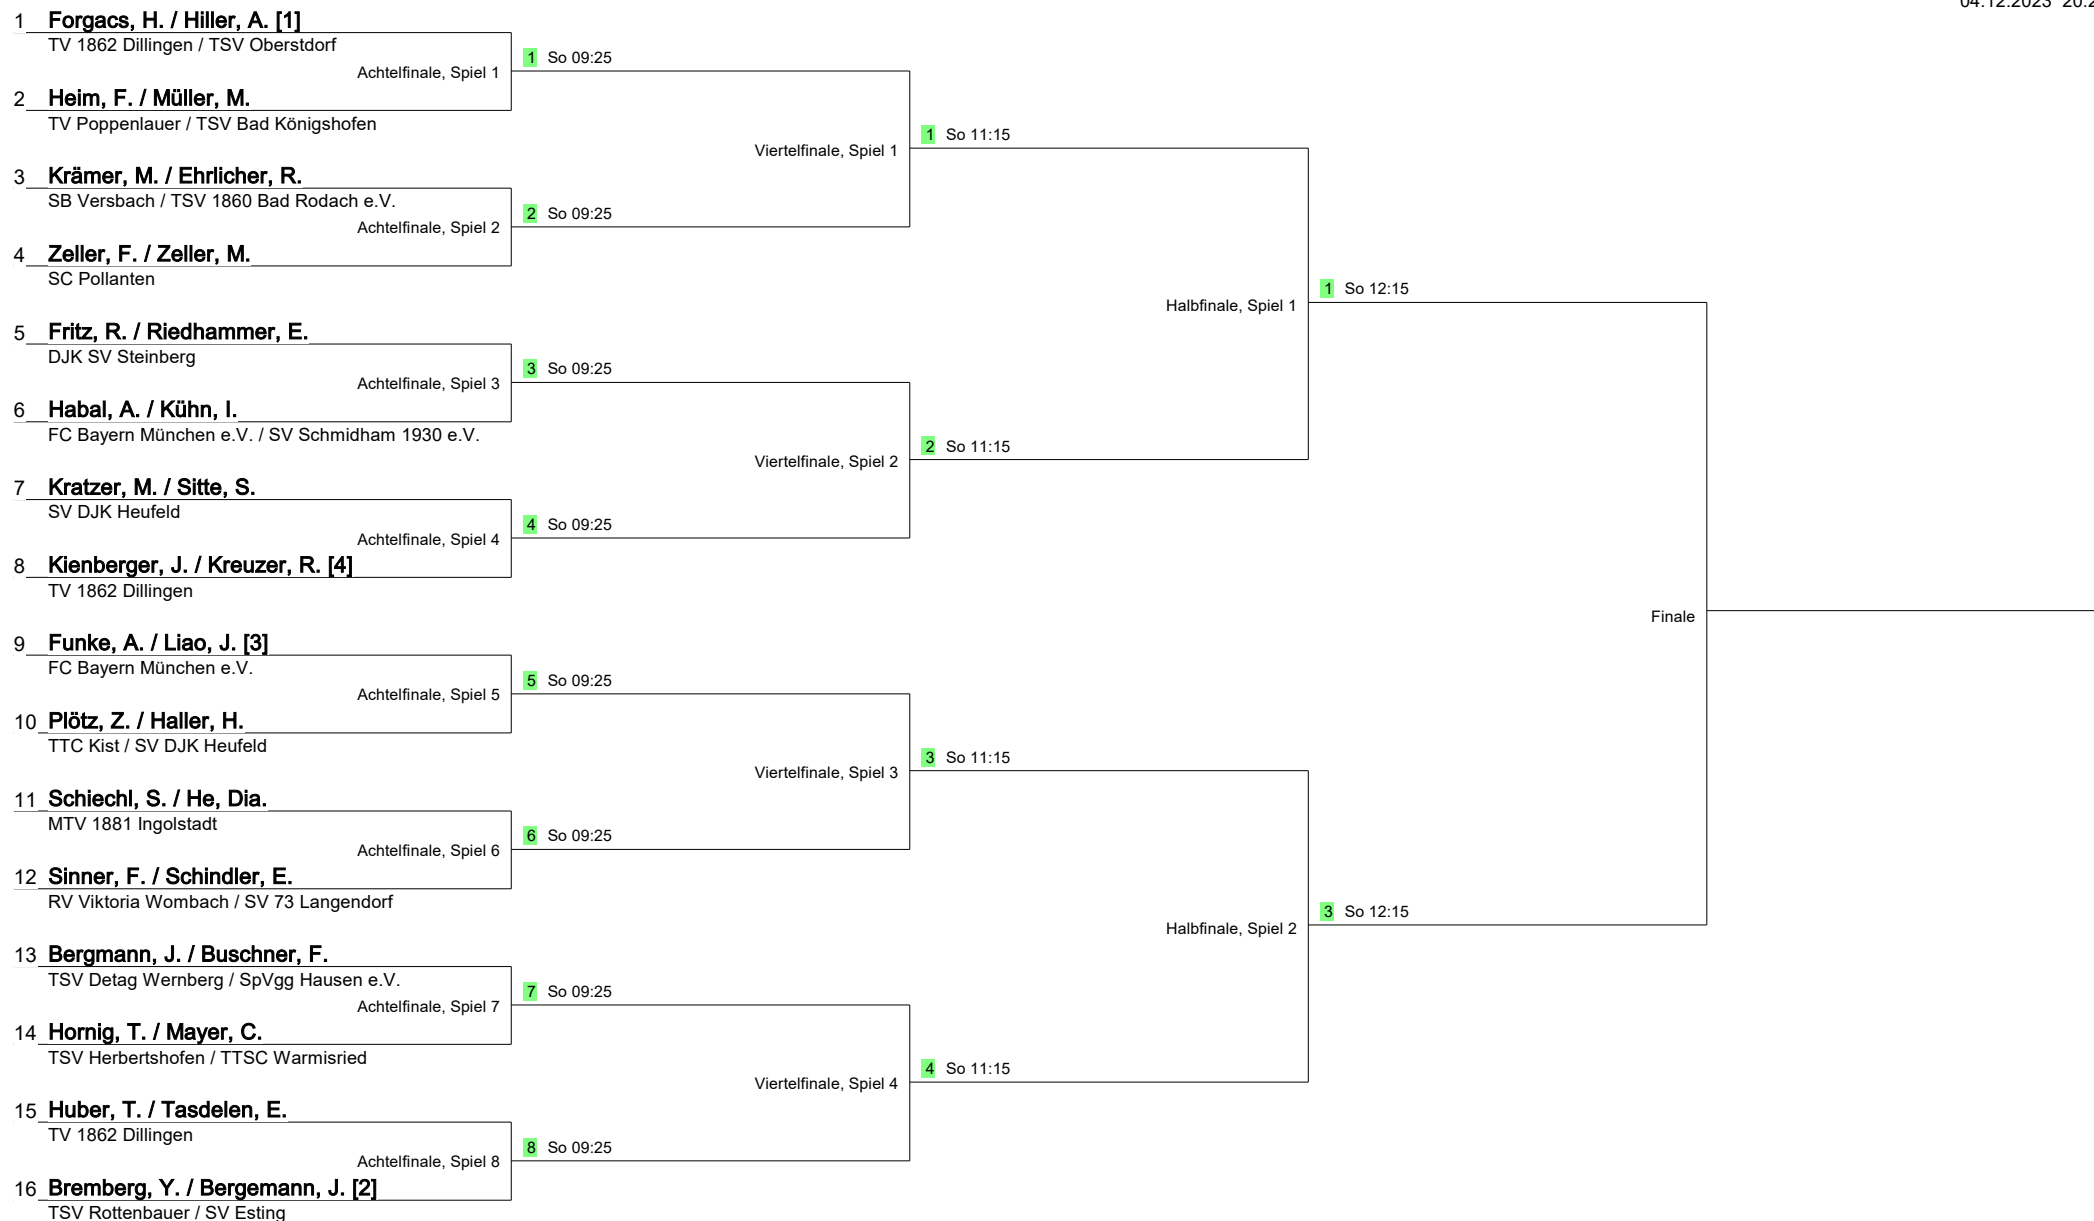 04.12.2023 20:2
1 Forgacs, H. / Hiller, A. [1]
TV 1862 Dillingen / TSV Oberstdorf
1 So 09:25
Achtelfinale, Spiel 1
2 Heim, F. / Müller, M.
TV Poppenlauer / TSV Bad Königshofen
1 So 11:15
Viertelfinale, Spiel 1
3 Krämer, M. / Ehrlicher, R.
SB Versbach / TSV 1860 Bad Rodach e.V.
2 So 09:25
Achtelfinale, Spiel 2
4 Zeller, F. / Zeller, M.
SC Pollanten
1 So 12:15
Halbfinale, Spiel 1
5 Fritz, R. / Riedhammer, E.
DJK SV Steinberg
3 So 09:25
Achtelfinale, Spiel 3
6 Habal, A. / Kühn, I.
FC Bayern München e.V. / SV Schmidham 1930 e.V.
2 So 11:15
Viertelfinale, Spiel 2
7 Kratzer, M. / Sitte, S.
SV DJK Heufeld
4 So 09:25
Achtelfinale, Spiel 4
8 Kienberger, J. / Kreuzer, R. [4]
TV 1862 Dillingen
Finale
9 Funke, A. / Liao, J. [3]
FC Bayern München e.V.
5 So 09:25
Achtelfinale, Spiel 5
10 Plötz, Z. / Haller, H.
TTC Kist / SV DJK Heufeld
3 So 11:15
Viertelfinale, Spiel 3
11 Schiechl, S. / He, Dia.
MTV 1881 Ingolstadt
6 So 09:25
Achtelfinale, Spiel 6
12 Sinner, F. / Schindler, E.
RV Viktoria Wombach / SV 73 Langendorf
3 So 12:15
Halbfinale, Spiel 2
13 Bergmann, J. / Buschner, F.
TSV Detag Wernberg / SpVgg Hausen e.V.
7 So 09:25
Achtelfinale, Spiel 7
14 Hornig, T. / Mayer, C.
TSV Herbertshofen / TTSC Warmisried
4 So 11:15
Viertelfinale, Spiel 4
15 Huber, T. / Tasdelen, E.
TV 1862 Dillingen
8 So 09:25
Achtelfinale, Spiel 8
16 Bremberg, Y. / Bergemann, J. [2]
TSV Rottenbauer / SV Esting